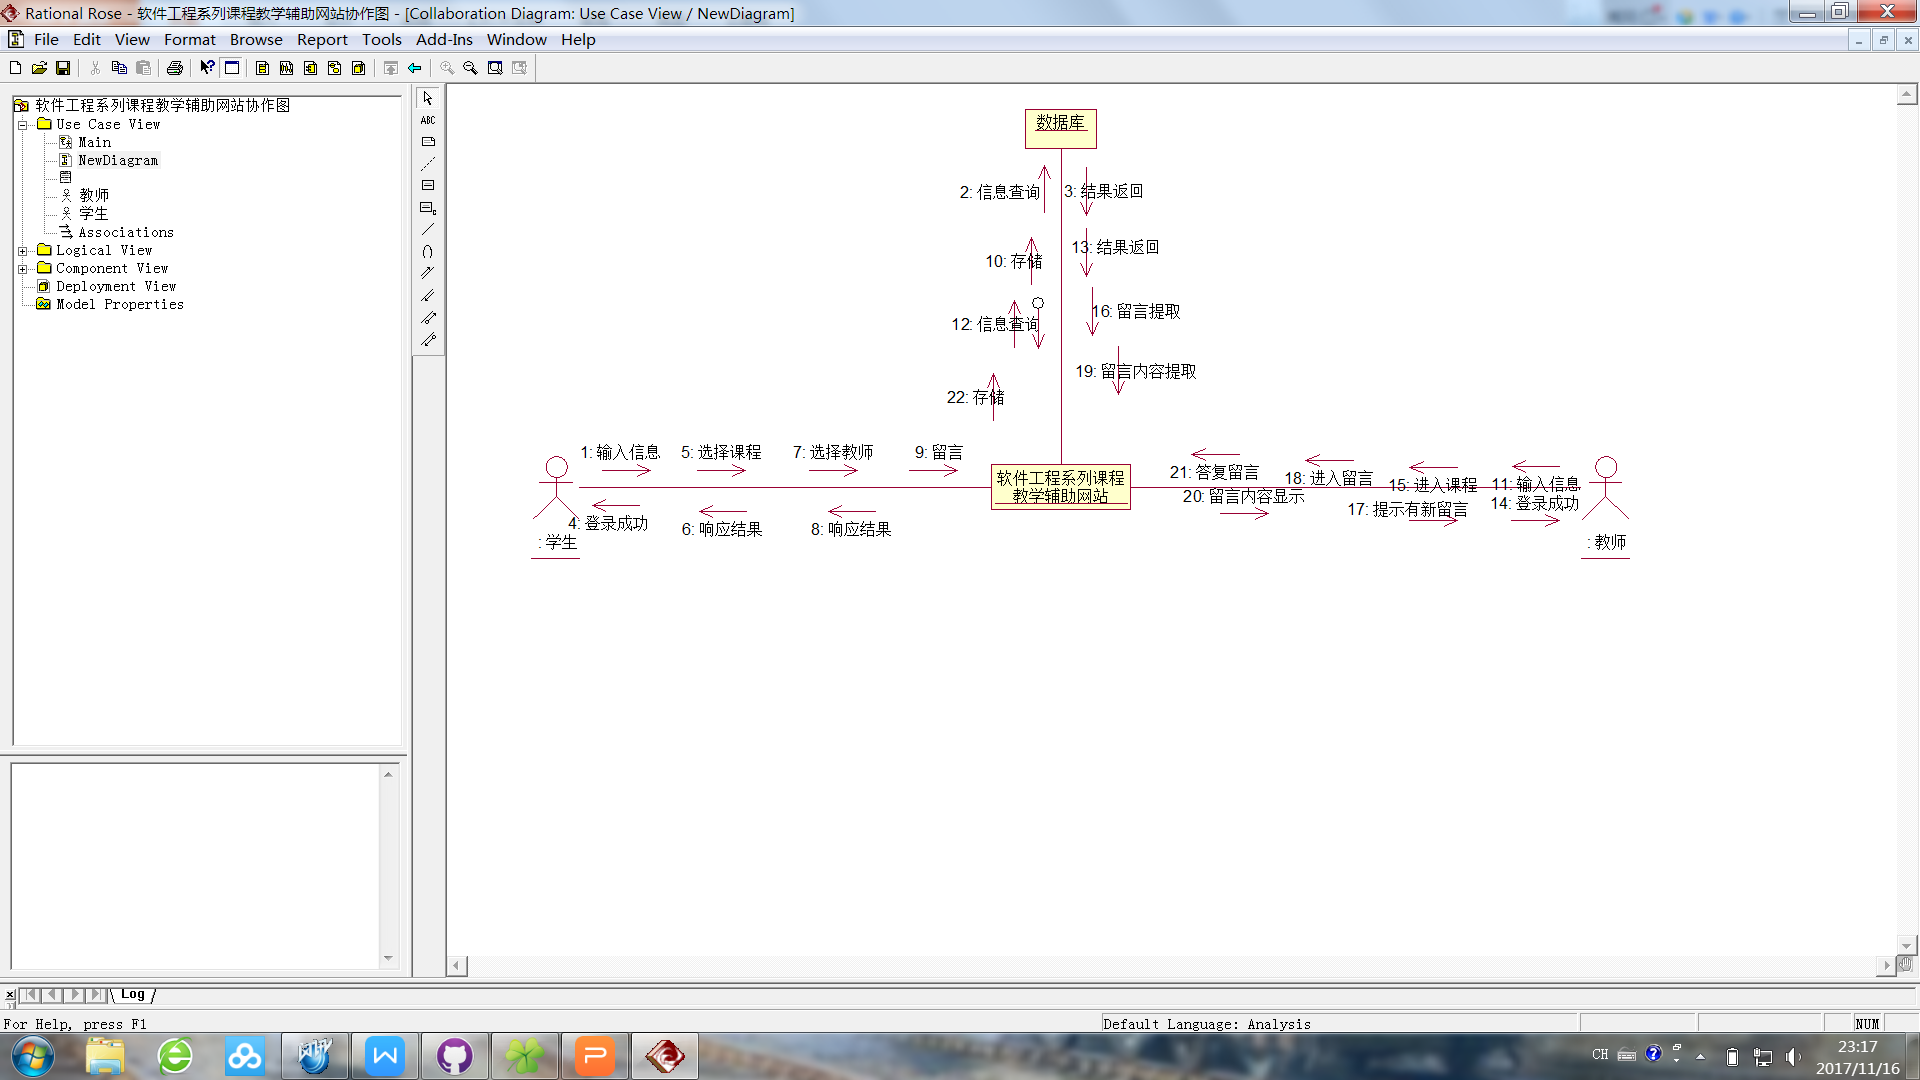 Rational Rose - 软件工程系列课程教学辅助网站协作图 - [Collaboration Diagram: Use Case View / NewDiagram]
File Edit View Format Browse Report Tools Add-Ins Window Help
软件工程系列课程教学辅助网站协作图
Use Case View
Main
NewDiagram
教师
学生
Associations
Logical View
Component View
Deployment View
Model Properties
ABC
数据库
2: 信息查询
3: 结果返回
13: 结果返回
10: 存储
16: 留言提取
12: 信息查询
19: 留言内容提取
22: 存储
1: 输入信息
5: 选择课程
7: 选择教师
9: 留言
软件工程系列课程
教学辅助网站
21: 答复留言
18: 进入留言
15: 进入课程
11: 输入信息
20: 留言内容显示
17: 提示有新留言
14: 登录成功
4: 登录成功
6: 响应结果
8: 响应结果
: 学生
: 教师
Log
For Help, press F1
Default Language: Analysis
NUM
CH
23:17
2017/11/16